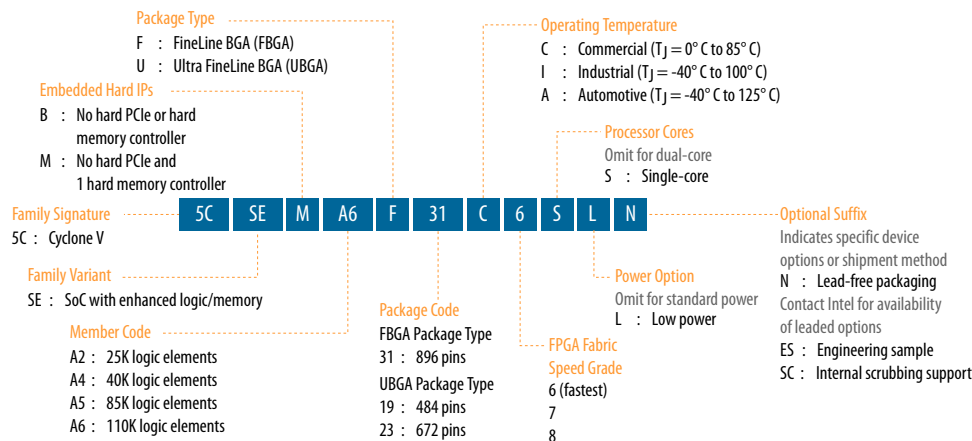 Package Type
F : FineLine BGA (FBGA)
U : Ultra FineLine BGA (UBGA)
Embedded Hard IPs
B : No hard PCIe or hard
memory controller
M : No hard PCIe and
1 hard memory controller
Operating Temperature
C : Commercial (TJ = 0° C to 85° C)
I : Industrial (TJ = -40° C to 100° C)
A : Automotive (TJ = -40° C to 125° C)
Processor Cores
Omit for dual-core
S : Single-core
Family Signature
5C : Cyclone V
5C SE M A6 F 31 C 6 S L N
Family Variant
SE : SoC with enhanced logic/memory
Member Code
A2 : 25K logic elements
A4 : 40K logic elements
A5 : 85K logic elements
A6 : 110K logic elements
Package Code
FBGA Package Type
31 : 896 pins
UBGA Package Type
19 : 484 pins
23 : 672 pins
FPGA Fabric
Speed Grade
6 (fastest)
7
8
Power Option
Omit for standard power
L : Low power
Optional Suffix
Indicates specific device
options or shipment method
N : Lead-free packaging
Contact Intel for availability
of leaded options
ES : Engineering sample
SC : Internal scrubbing support